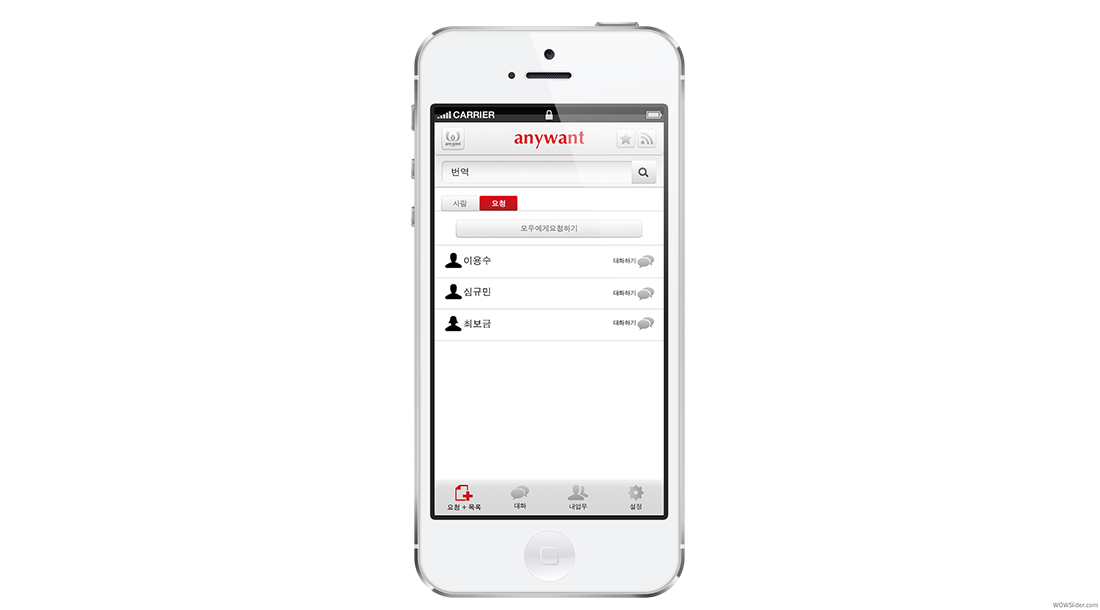 CARRIER
anywant
번역
사람 요청
모두에게요청하기
이용수 대화하기
심규민 대화하기
최보금 대화하기
요청 + 목록 대화 내업무 설정
WOWSlider.com